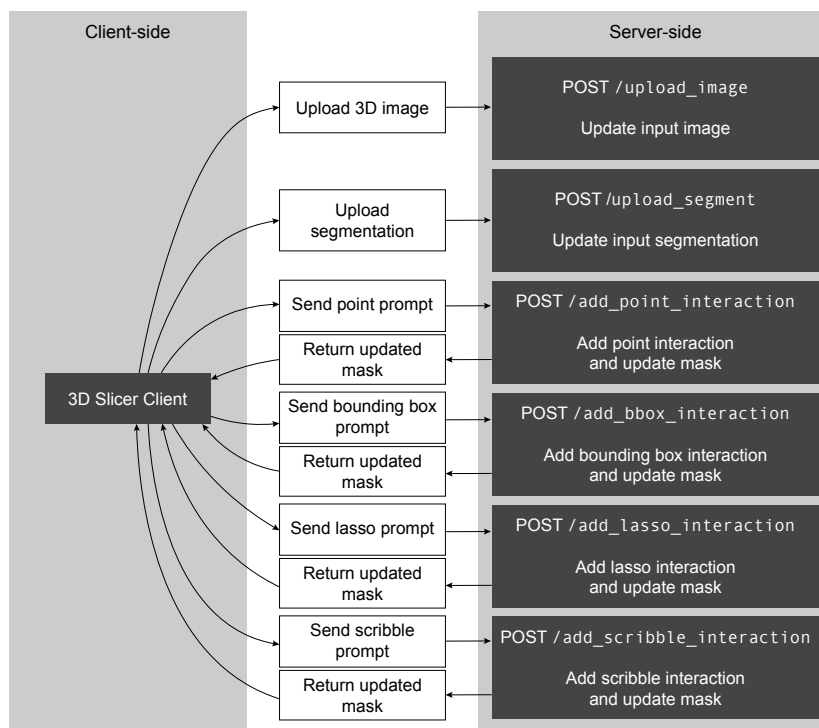 Client-side
Server-side
Upload 3D image
POST /upload_image
Update input image
Upload
segmentation
POST /upload_segment
Update input segmentation
Send point prompt
POST /add_point_interaction
Return updated
mask
Add point interaction
and update mask
3D Slicer Client
Send bounding box
prompt
POST /add_bbox_interaction
Return updated
mask
Add bounding box interaction
and update mask
Send lasso prompt
POST /add_lasso_interaction
Return updated
mask
Add lasso interaction
and update mask
Send scribble
prompt
POST /add_scribble_interaction
Return updated
mask
Add scribble interaction
and update mask